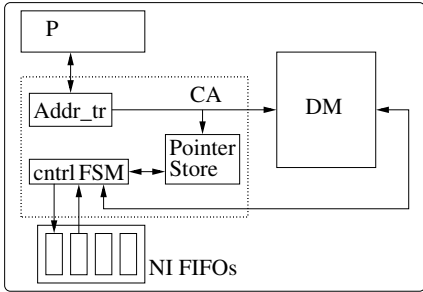 P
CA
Addr_tr
DM
Pointer
Store
cntrl FSM
NI FIFOs